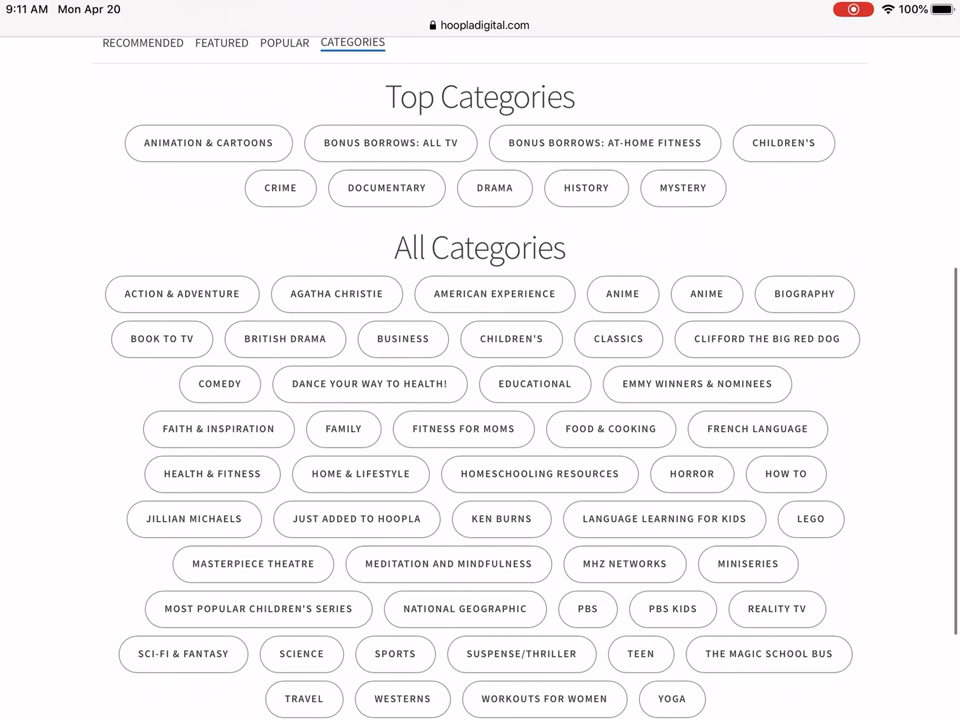 9:11 AM Mon Apr 20 100%
hoopladigital.com
RECOMMENDED FEATURED POPULAR CATEGORIES
Top Categories
ANIMATION & CARTOONS BONUS BORROWS: ALL TV BONUS BORROWS: AT-HOME FITNESS CHILDREN'S
CRIME DOCUMENTARY DRAMA HISTORY MYSTERY
All Categories
ACTION & ADVENTURE AGATHA CHRISTIE AMERICAN EXPERIENCE ANIME ANIME BIOGRAPHY
BOOK TO TV BRITISH DRAMA BUSINESS CHILDREN'S CLASSICS CLIFFORD THE BIG RED DOG
COMEDY DANCE YOUR WAY TO HEALTH! EDUCATIONAL EMMY WINNERS & NOMINEES
FAITH & INSPIRATION FAMILY FITNESS FOR MOMS FOOD & COOKING FRENCH LANGUAGE
HEALTH & FITNESS HOME & LIFESTYLE HOMESCHOOLING RESOURCES HORROR HOW TO
JILLIAN MICHAELS JUST ADDED TO HOOPLA KEN BURNS LANGUAGE LEARNING FOR KIDS LEGO
MASTERPIECE THEATRE MEDITATION AND MINDFULNESS MHZ NETWORKS MINISERIES
MOST POPULAR CHILDREN'S SERIES NATIONAL GEOGRAPHIC PBS PBS KIDS REALITY TV
SCI-FI & FANTASY SCIENCE SPORTS SUSPENSE/THRILLER TEEN THE MAGIC SCHOOL BUS
TRAVEL WESTERNS WORKOUTS FOR WOMEN YOGA